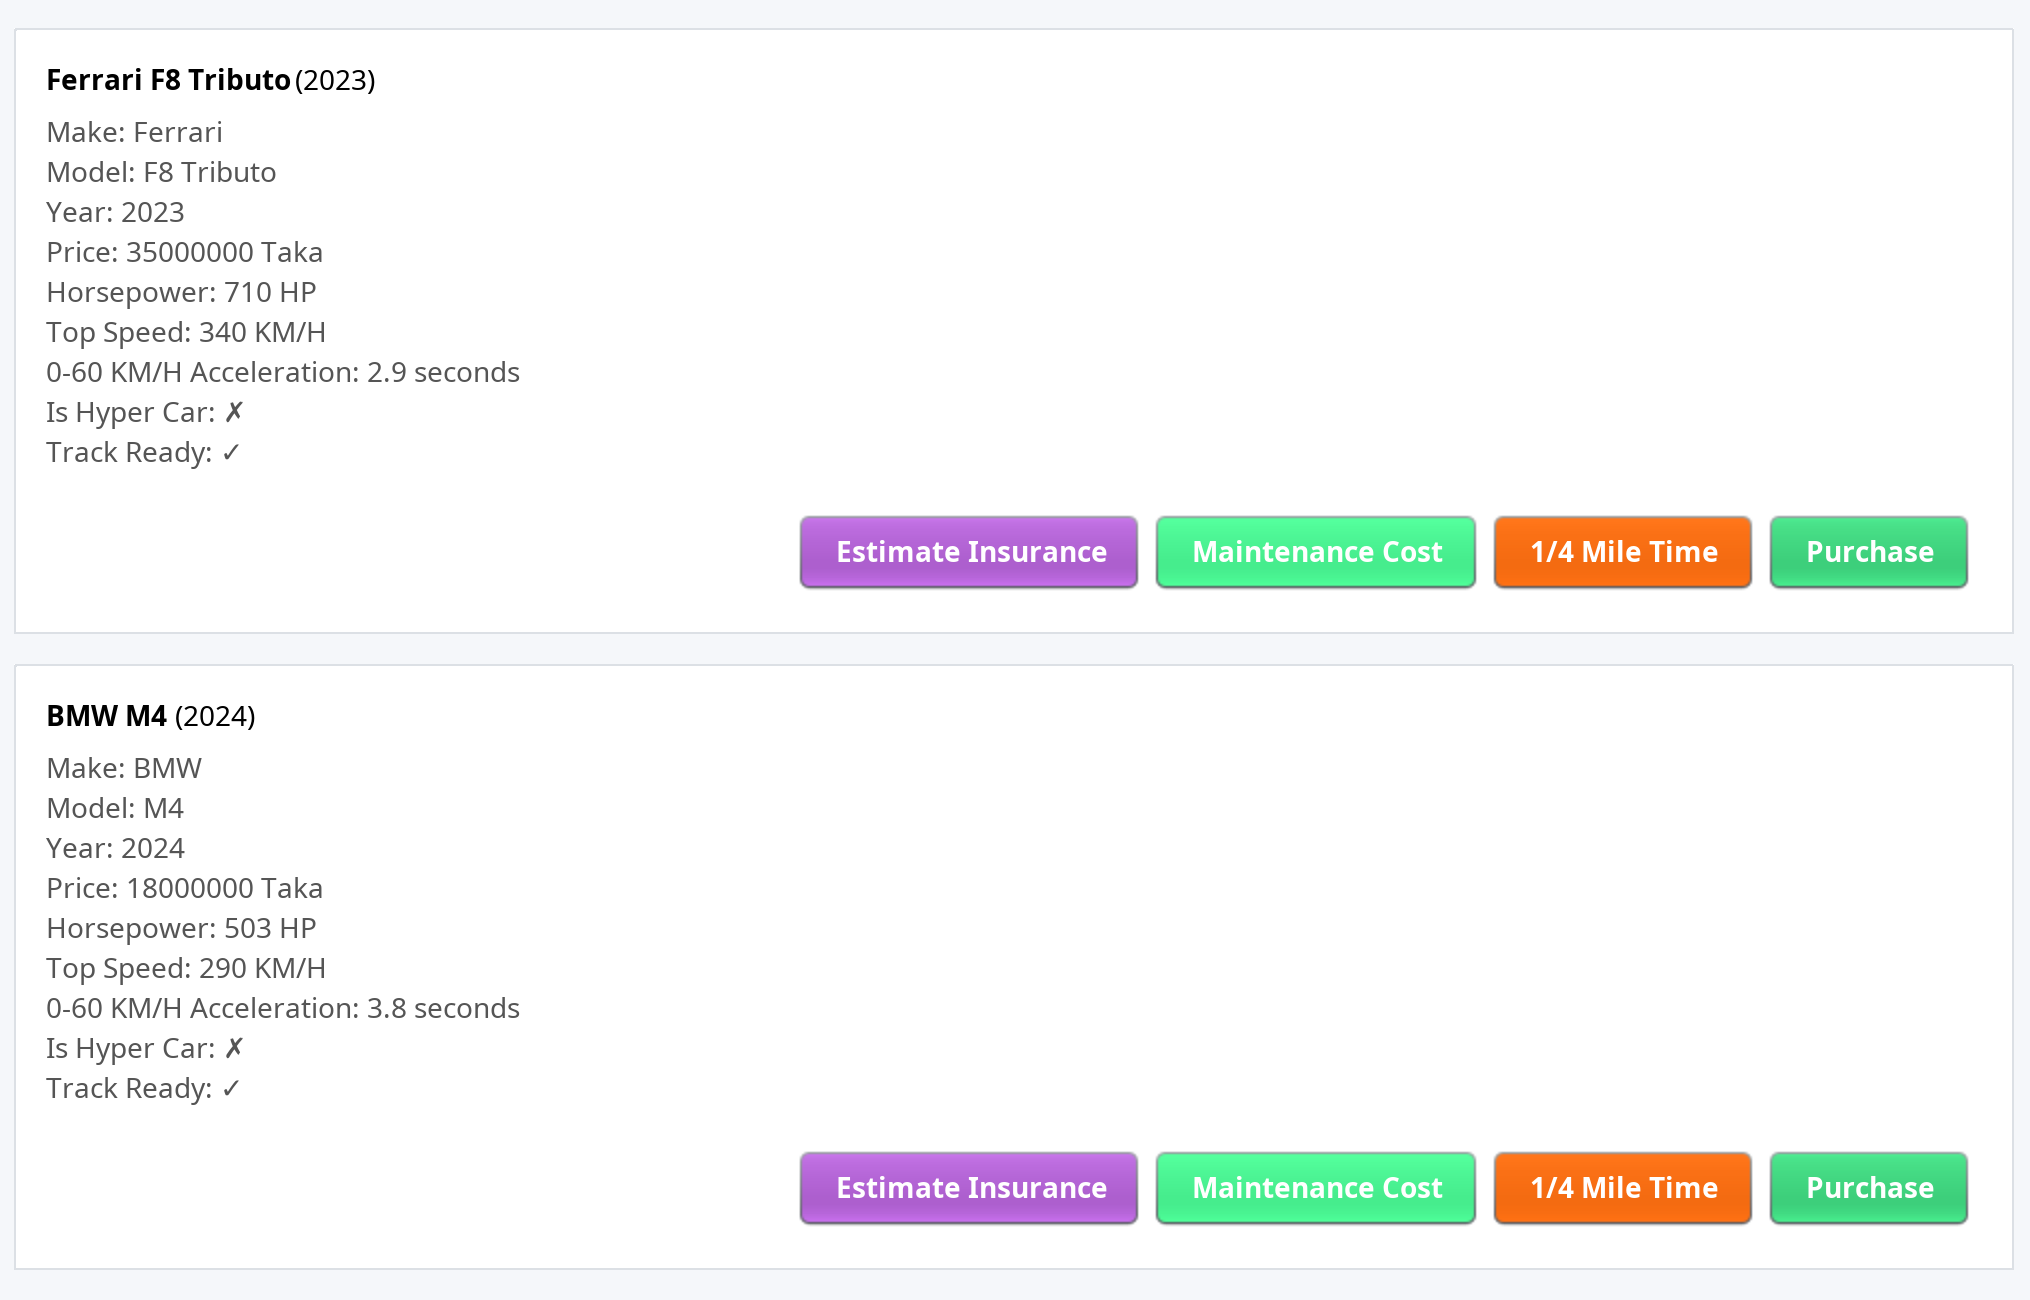 Ferrari F8 Tributo (2023)
Make: Ferrari
Model: F8 Tributo
Year: 2023
Price: 35000000 Taka
Horsepower: 710 HP
Top Speed: 340 KM/H
0-60 KM/H Acceleration: 2.9 seconds
Is Hyper Car: ✗
Track Ready: ✓
Estimate Insurance Maintenance Cost 1/4 Mile Time Purchase
BMW M4 (2024)
Make: BMW
Model: M4
Year: 2024
Price: 18000000 Taka
Horsepower: 503 HP
Top Speed: 290 KM/H
0-60 KM/H Acceleration: 3.8 seconds
Is Hyper Car: ✗
Track Ready: ✓
Estimate Insurance Maintenance Cost 1/4 Mile Time Purchase